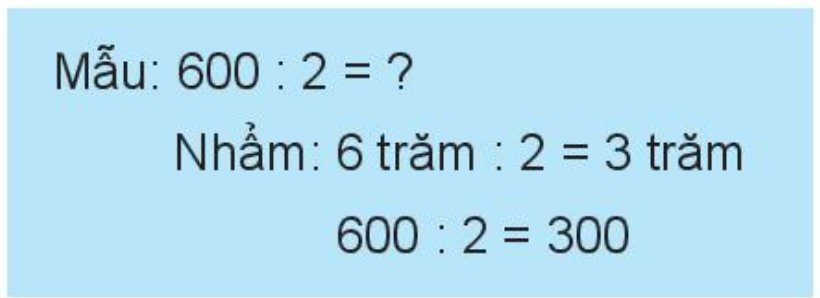 Mẫu: 600 : 2 = ?
Nhẩm: 6 trăm : 2 = 3 trăm
600 : 2 = 300